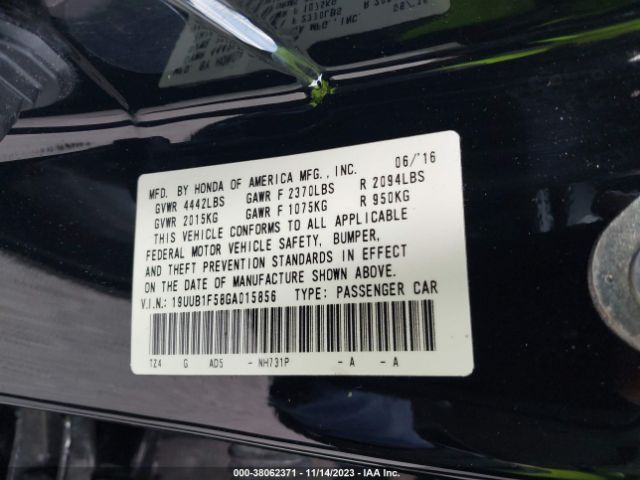 MFD. BY HONDA OF AMERICA MFG., INC. 06/'16
GVWR 4442LBS GAWR F 2370LBS R 2094LBS
GVWR 2015KG GAWR F 1075KG R 950KG
THIS VEHICLE CONFORMS TO ALL APPLICABLE
FEDERAL MOTOR VEHICLE SAFETY, BUMPER,
AND THEFT PREVENTION STANDARDS IN EFFECT
ON THE DATE OF MANUFACTURE SHOWN ABOVE.
V.I.N.: 19UUB1F58GA015856 TYPE: PASSENGER CAR
TZ4 G AD5 - NH731P - A - A
000-38062371 - 11/14/2023 - IAA Inc.